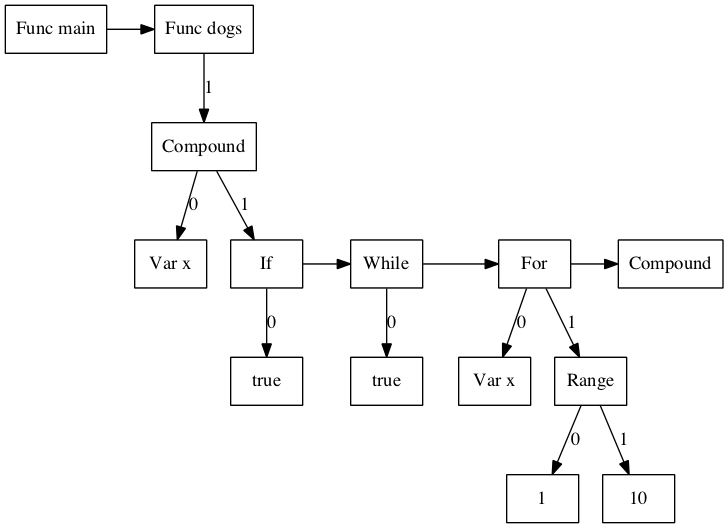 Func main
Func dogs
1
Compound
0
1
Var x
If
While
For
Compound
0
0
0
1
true
true
Var x
Range
0
1
1
10